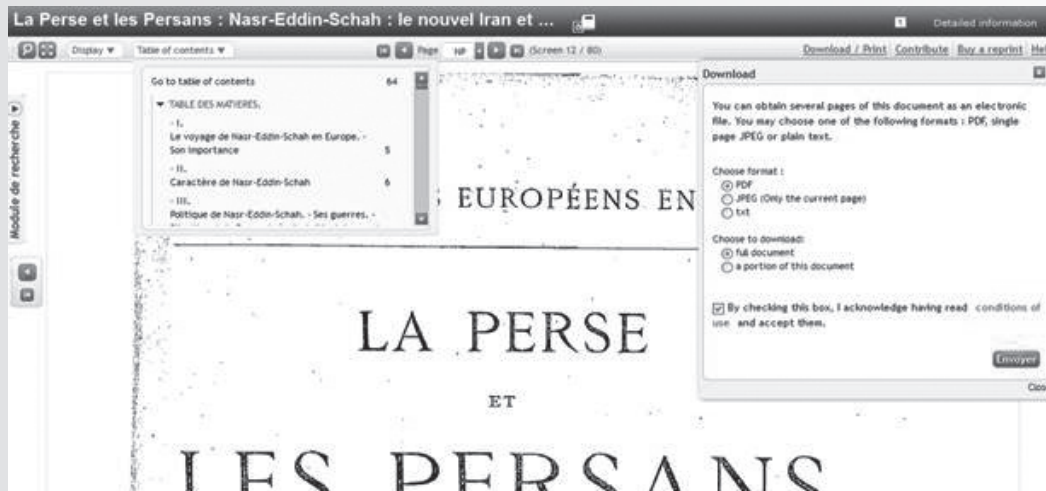 La Perse et les Persans : Nasr-Eddin-Schah : le nouvel Iran et ...
Detailed information
Display ▼ Table of contents ▼
Page (Screen 12 / 80)
Download / Print Contribute Buy a reprint Hel
Module de recherche
Go to table of contents 64
▼ TABLE DES MATIERES.
- I.
Le voyage de Nasr-Eddin-Schah en Europe. -
Son importance 5
- II.
Caractère de Nasr-Eddin-Schah 6
- III.
Politique de Nasr-Eddin-Schah. - Ses guerres. -
Download
You can obtain several pages of this document as an electronic
file. You may choose one of the following formats : PDF, single
page JPEG or plain text.
Choose format :
PDF
JPEG (Only the current page)
txt
Choose to download:
full document
a portion of this document
By checking this box, I acknowledge having read conditions of
use and accept them.
Envoyer
Clos
S EUROPÉENS EN
LA PERSE
ET
LES PERSANS